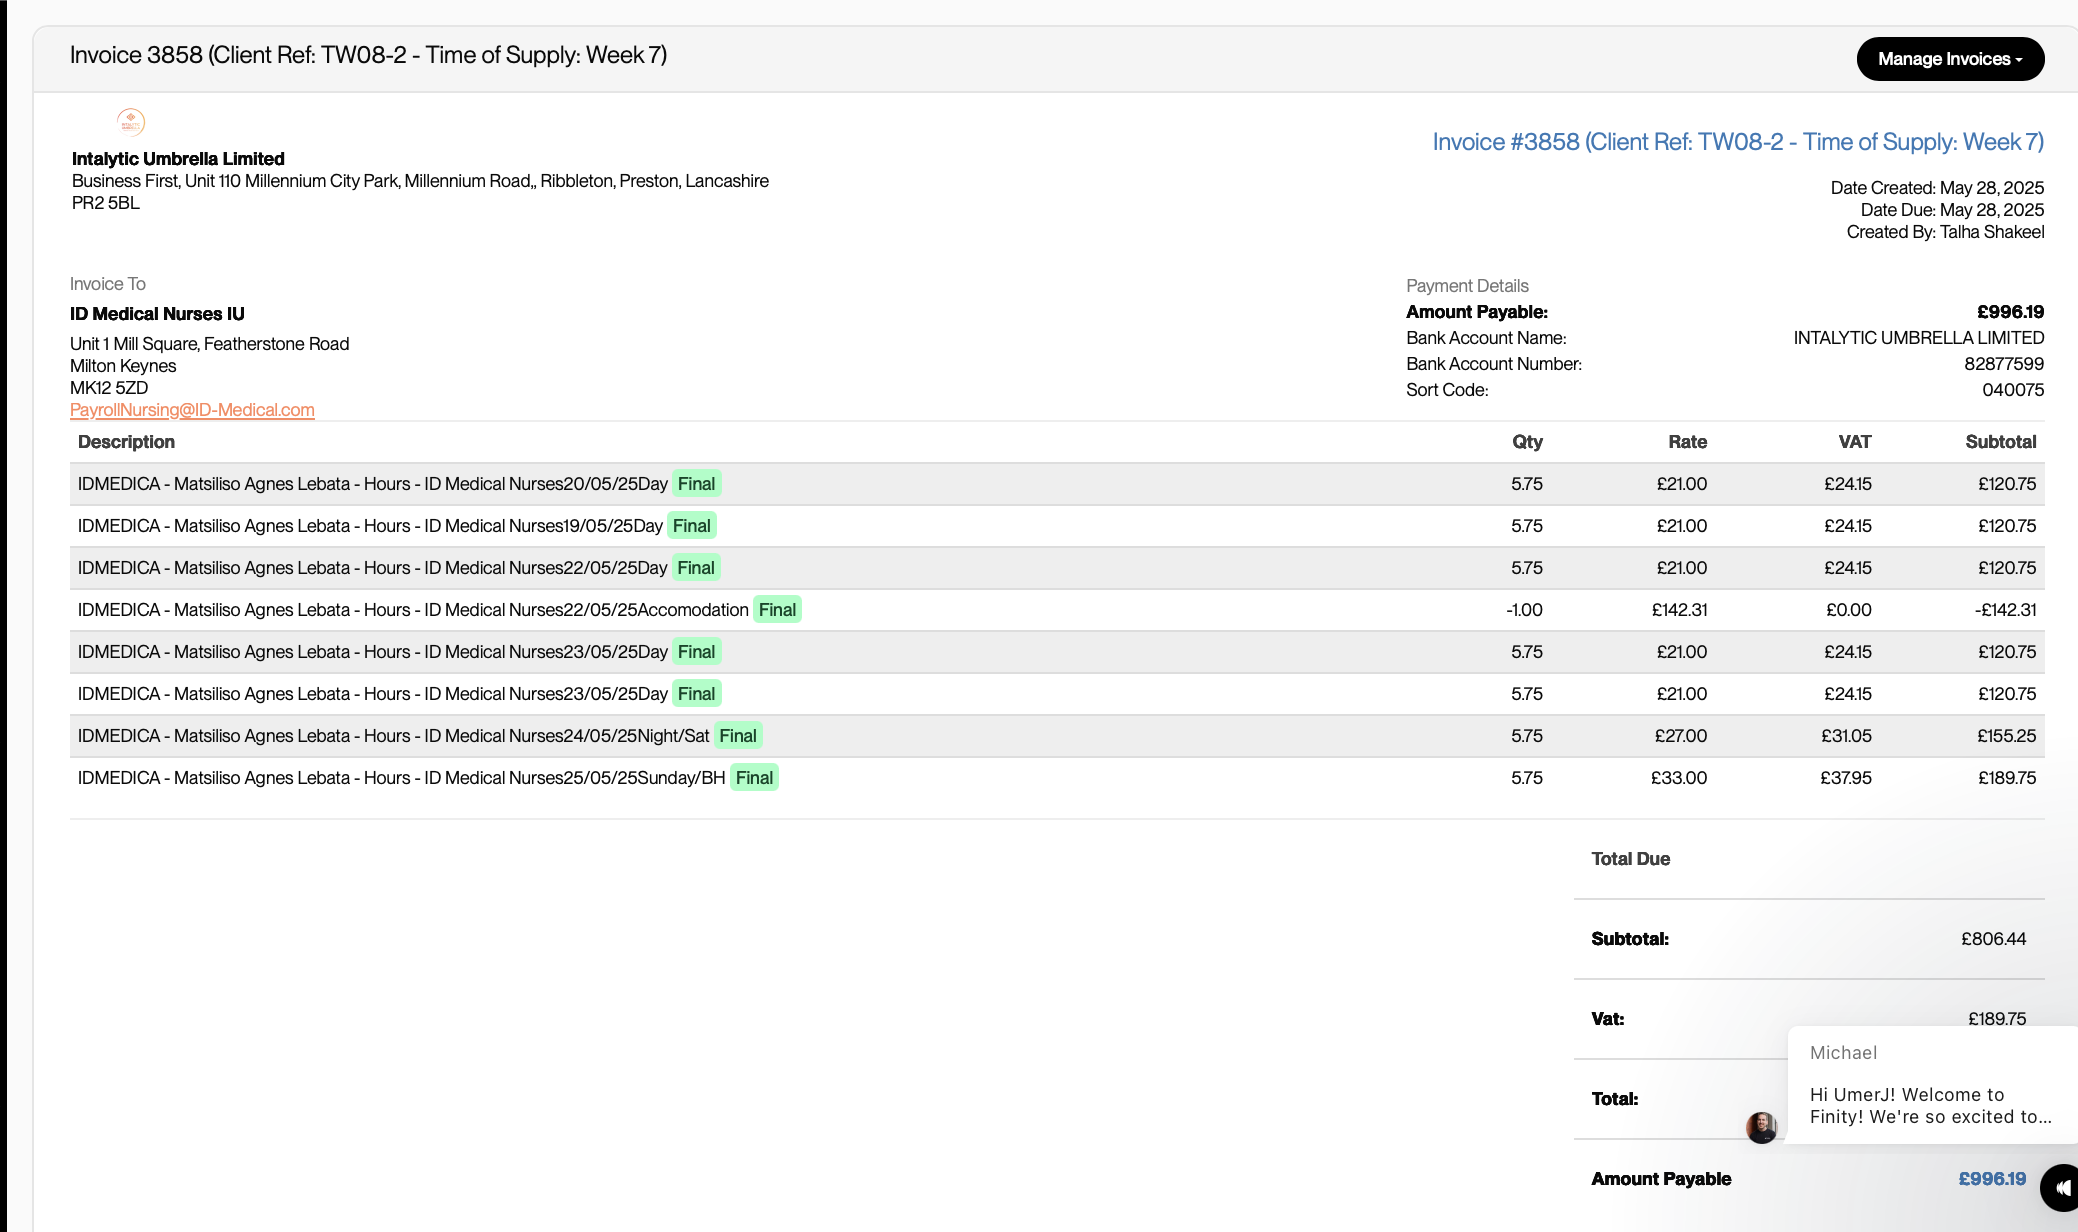 Invoice 3858 (Client Ref: TW08-2 - Time of Supply: Week 7)
Manage Invoices
Intalytic Umbrella Limited
Business First, Unit 110 Millennium City Park, Millennium Road,, Ribbleton, Preston, Lancashire
PR2 5BL
Invoice #3858 (Client Ref: TW08-2 - Time of Supply: Week 7)
Date Created: May 28, 2025
Date Due: May 28, 2025
Created By: Talha Shakeel
Invoice To
ID Medical Nurses IU
Unit 1 Mill Square, Featherstone Road
Milton Keynes
MK12 5ZD
PayrollNursing@ID-Medical.com
Payment Details
Amount Payable: £996.19
Bank Account Name: INTALYTIC UMBRELLA LIMITED
Bank Account Number: 82877599
Sort Code: 040075
Description Qty Rate VAT Subtotal
IDMEDICA - Matsiliso Agnes Lebata - Hours - ID Medical Nurses20/05/25Day Final 5.75 £21.00 £24.15 £120.75
IDMEDICA - Matsiliso Agnes Lebata - Hours - ID Medical Nurses19/05/25Day Final 5.75 £21.00 £24.15 £120.75
IDMEDICA - Matsiliso Agnes Lebata - Hours - ID Medical Nurses22/05/25Day Final 5.75 £21.00 £24.15 £120.75
IDMEDICA - Matsiliso Agnes Lebata - Hours - ID Medical Nurses22/05/25Accomodation Final -1.00 £142.31 £0.00 -£142.31
IDMEDICA - Matsiliso Agnes Lebata - Hours - ID Medical Nurses23/05/25Day Final 5.75 £21.00 £24.15 £120.75
IDMEDICA - Matsiliso Agnes Lebata - Hours - ID Medical Nurses23/05/25Day Final 5.75 £21.00 £24.15 £120.75
IDMEDICA - Matsiliso Agnes Lebata - Hours - ID Medical Nurses24/05/25Night/Sat Final 5.75 £27.00 £31.05 £155.25
IDMEDICA - Matsiliso Agnes Lebata - Hours - ID Medical Nurses25/05/25Sunday/BH Final 5.75 £33.00 £37.95 £189.75
Total Due
Subtotal: £806.44
Vat: £189.75
Total:
Amount Payable £996.19
Michael
Hi UmerJ! Welcome to
Finity! We're so excited to...